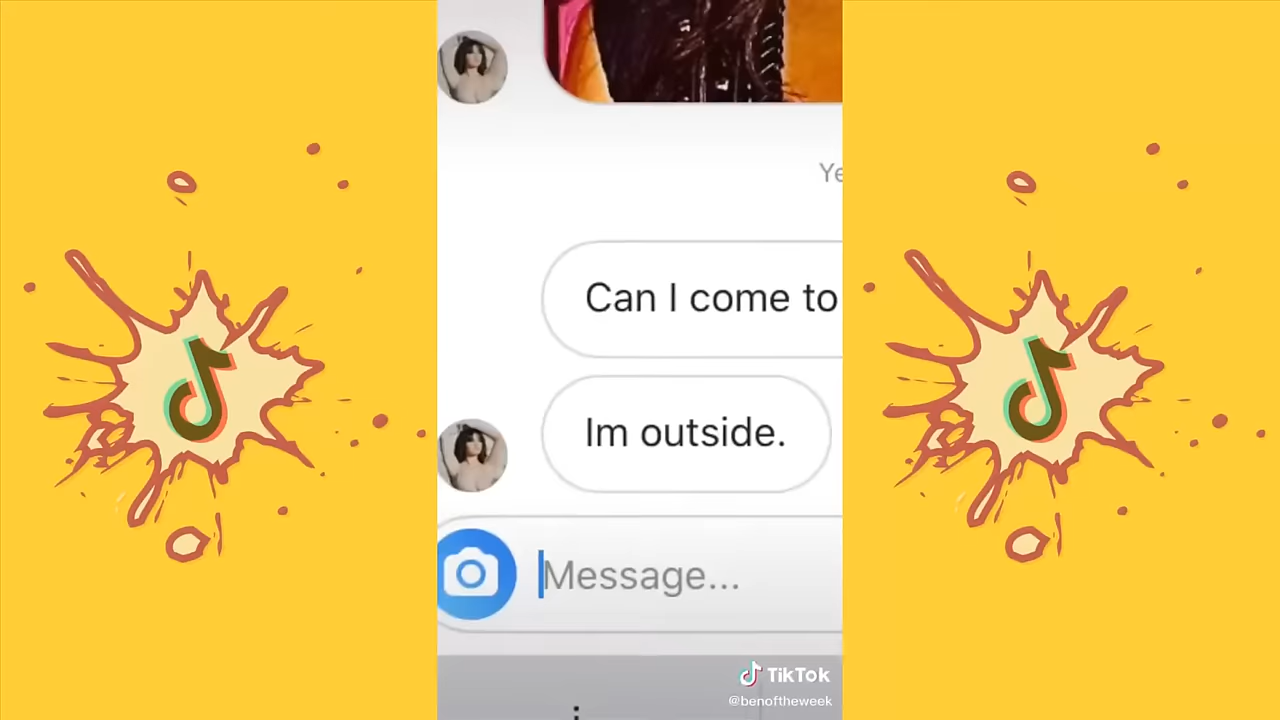 Can I come to
Im outside.
Message...
TikTok
@benoftheweek